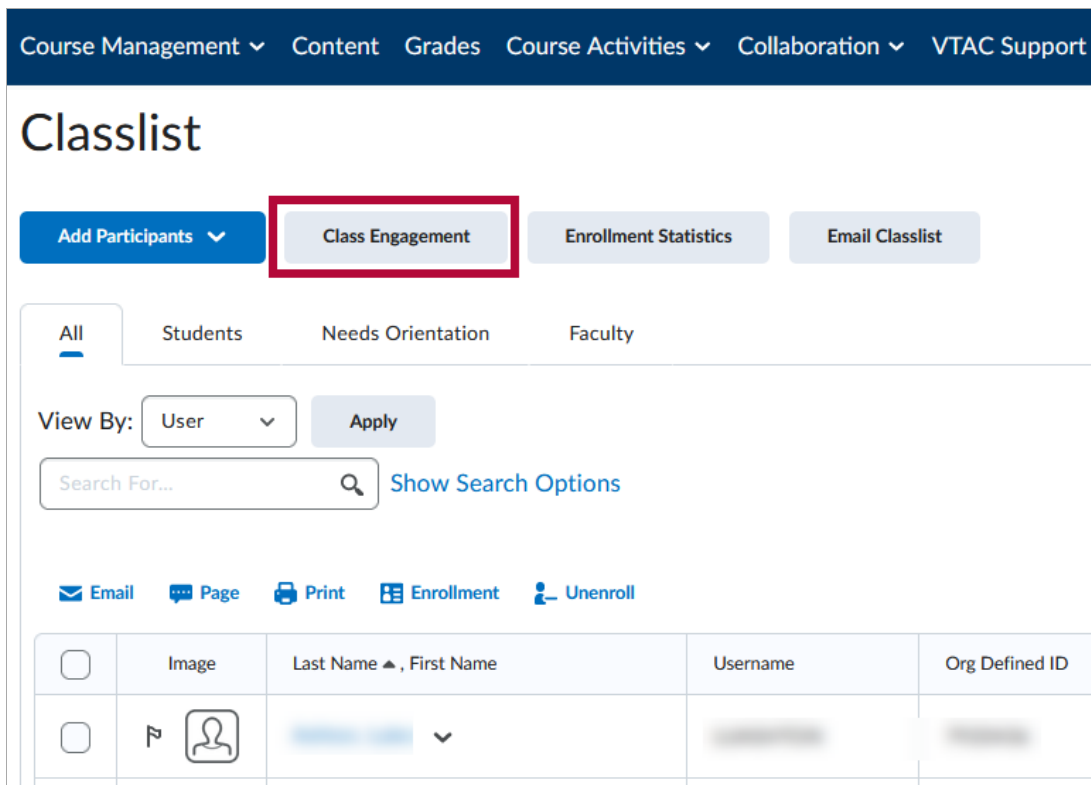 Course Management Content Grades Course Activities Collaboration VTAC Support
Classlist
Add Participants Class Engagement Enrollment Statistics Email Classlist
All Students Needs Orientation Faculty
View By: User Apply
Search For... Show Search Options
Email Page Print Enrollment Unenroll
Image Last Name , First Name Username Org Defined ID